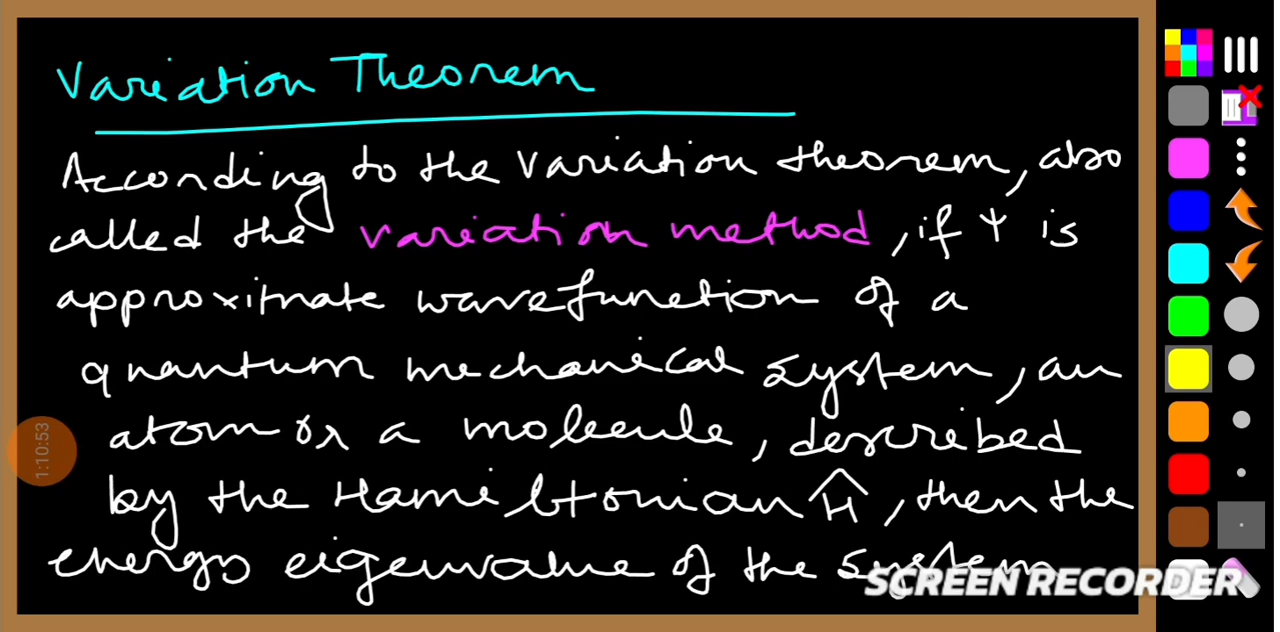 Variation Theorem
According to the variation theorem, also
called the variation method, if Ψ is
approximate wavefunction of a
quantum mechanical system, an
atom or a molecule, described
by the Hamiltonian Ĥ, then the
energy eigenvalue of the system
SCREEN RECORDER
1:10:53